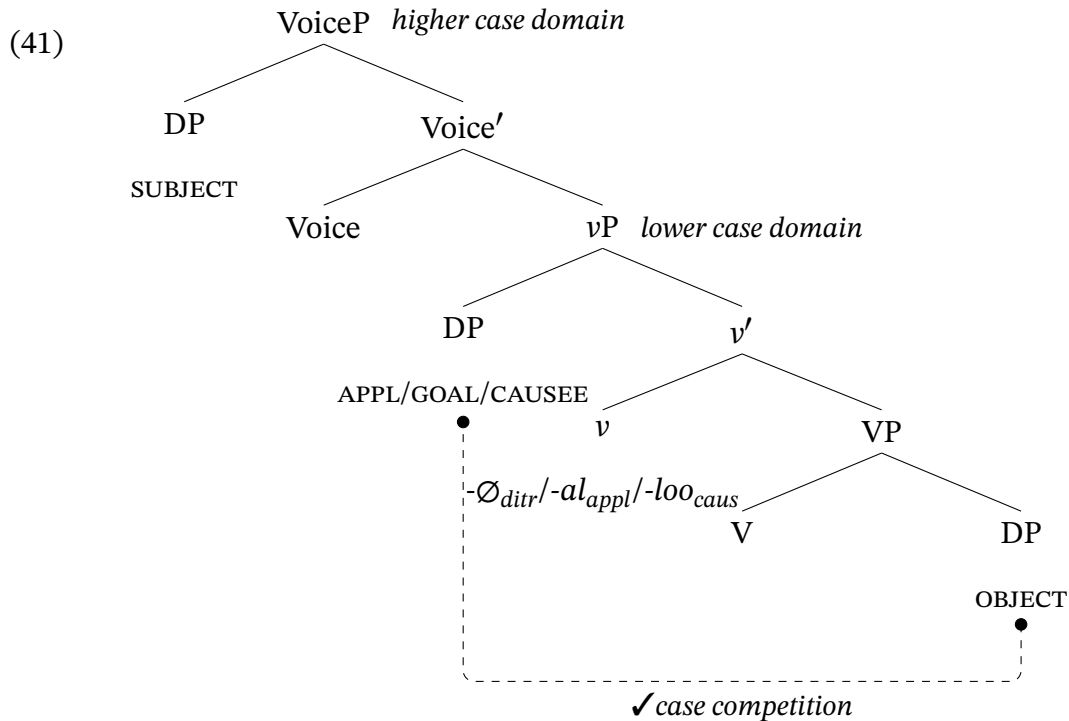 (41)
VoiceP higher case domain
DP Voice′
SUBJECT
Voice vP lower case domain
DP v′
APPL/GOAL/CAUSEE v VP
-∅ditr/-alappl/-loocaus
V DP
OBJECT
✓case competition